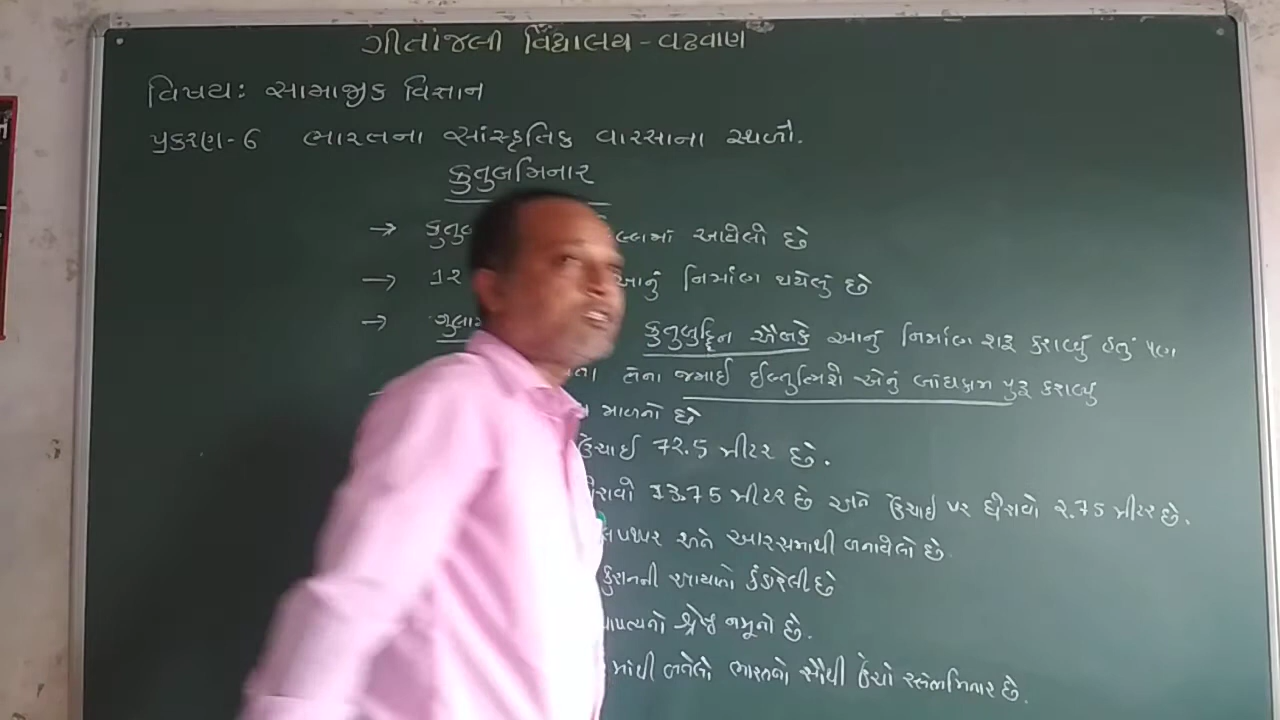 ગીતાંજલી વિદ્યાલય - વઢવાણ
વિષય: સામાજીક વિજ્ઞાન
પ્રકરણ-6 ભારતના સાંસ્કૃતિક વારસાના સ્થળો.
કુતુબમિનાર
→ આવેલો છે
→ 12 આનું નિર્માણ થયેલું છે
→ કુતુબુદ્દિન ઐબકે આનું નિર્માણ શરૂ કરાવ્યું હતું પણ
તેના જમાઈ ઈલ્તુત્મિશે એનું બાંધકામ પુરૂ કરાવ્યું
માળનો છે
ઉંચાઈ 72.5 મીટર છે.
13.75 મીટર છે અને ઉંચાઈ પર ઘેરાવો 2.75 મીટર છે.
અને આરસમાથી બનાવેલો છે.
કુરાનની આયાતો કંડારેલી છે
શ્રેષ્ઠ નમૂનો છે.
માંથી બનેલો ભારતનો સૌથી ઉંચો સ્તંભમિનાર છે.